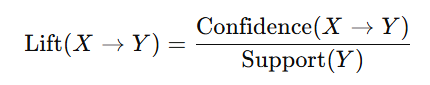 Lift(X → Y) = Confidence(X → Y) / Support(Y)